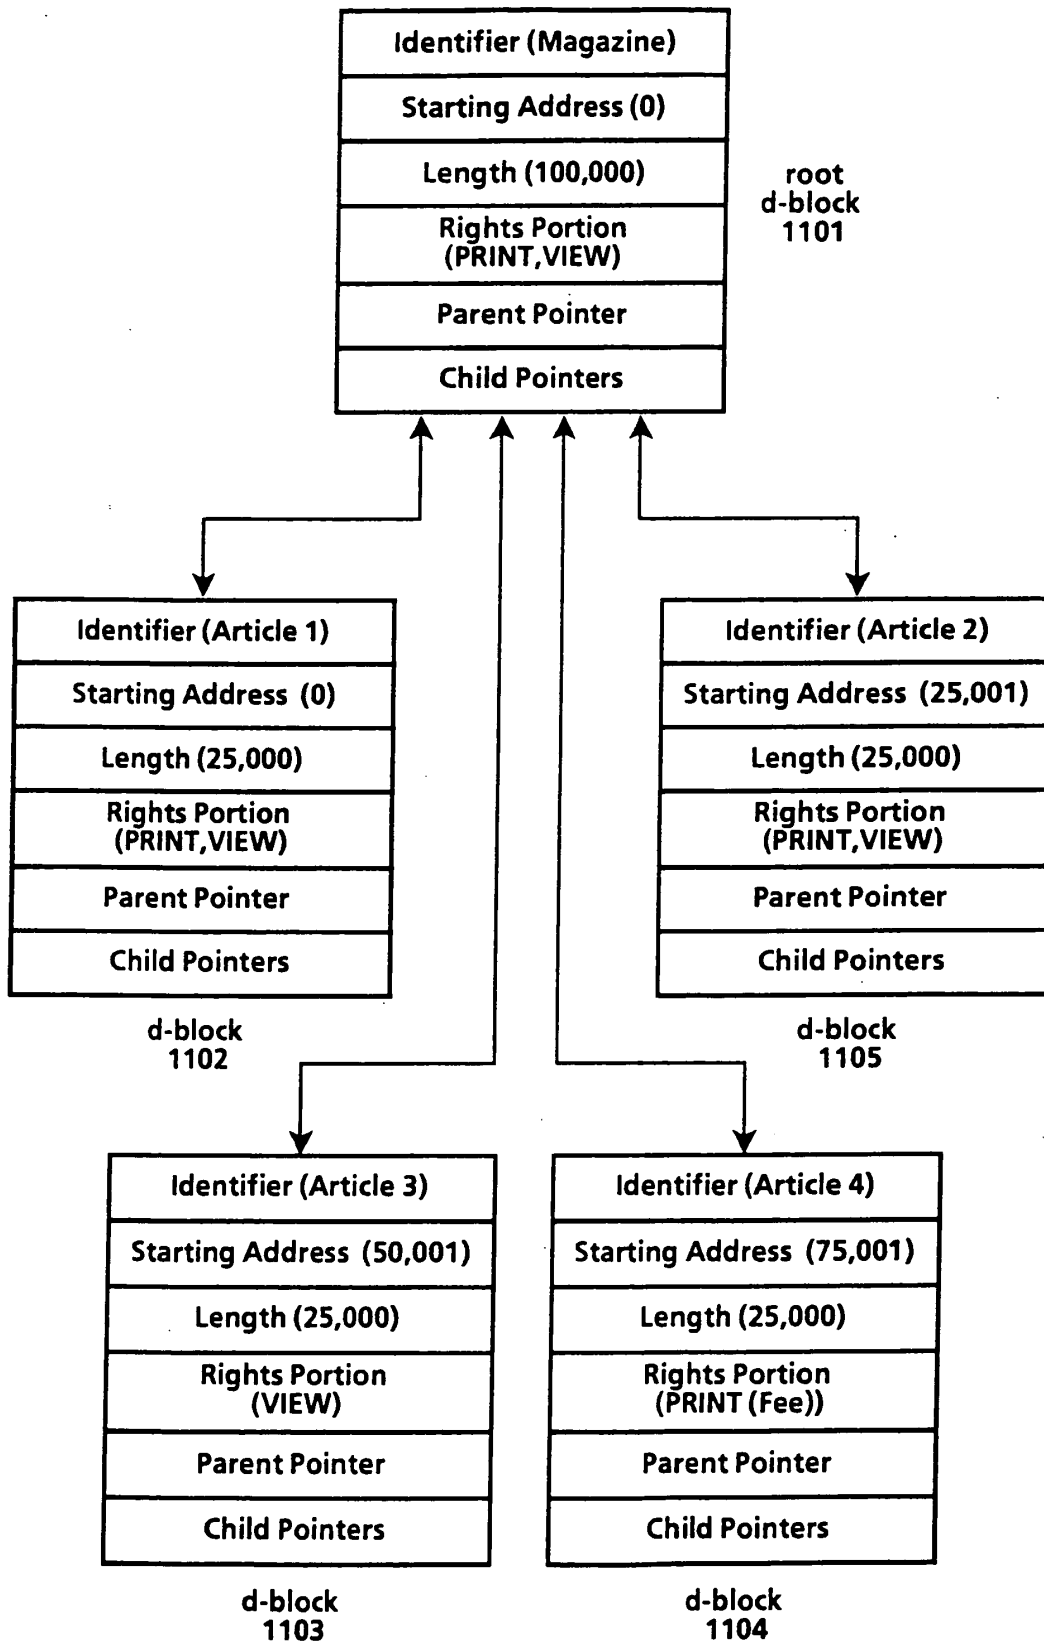 Identifier (Magazine)
Starting Address (0)
Length (100,000)
Rights Portion
(PRINT,VIEW)
Parent Pointer
Child Pointers
root
d-block
1101
Identifier (Article 1)
Starting Address (0)
Length (25,000)
Rights Portion
(PRINT,VIEW)
Parent Pointer
Child Pointers
d-block
1102
Identifier (Article 2)
Starting Address (25,001)
Length (25,000)
Rights Portion
(PRINT,VIEW)
Parent Pointer
Child Pointers
d-block
1105
Identifier (Article 3)
Starting Address (50,001)
Length (25,000)
Rights Portion
(VIEW)
Parent Pointer
Child Pointers
d-block
1103
Identifier (Article 4)
Starting Address (75,001)
Length (25,000)
Rights Portion
(PRINT (Fee))
Parent Pointer
Child Pointers
d-block
1104